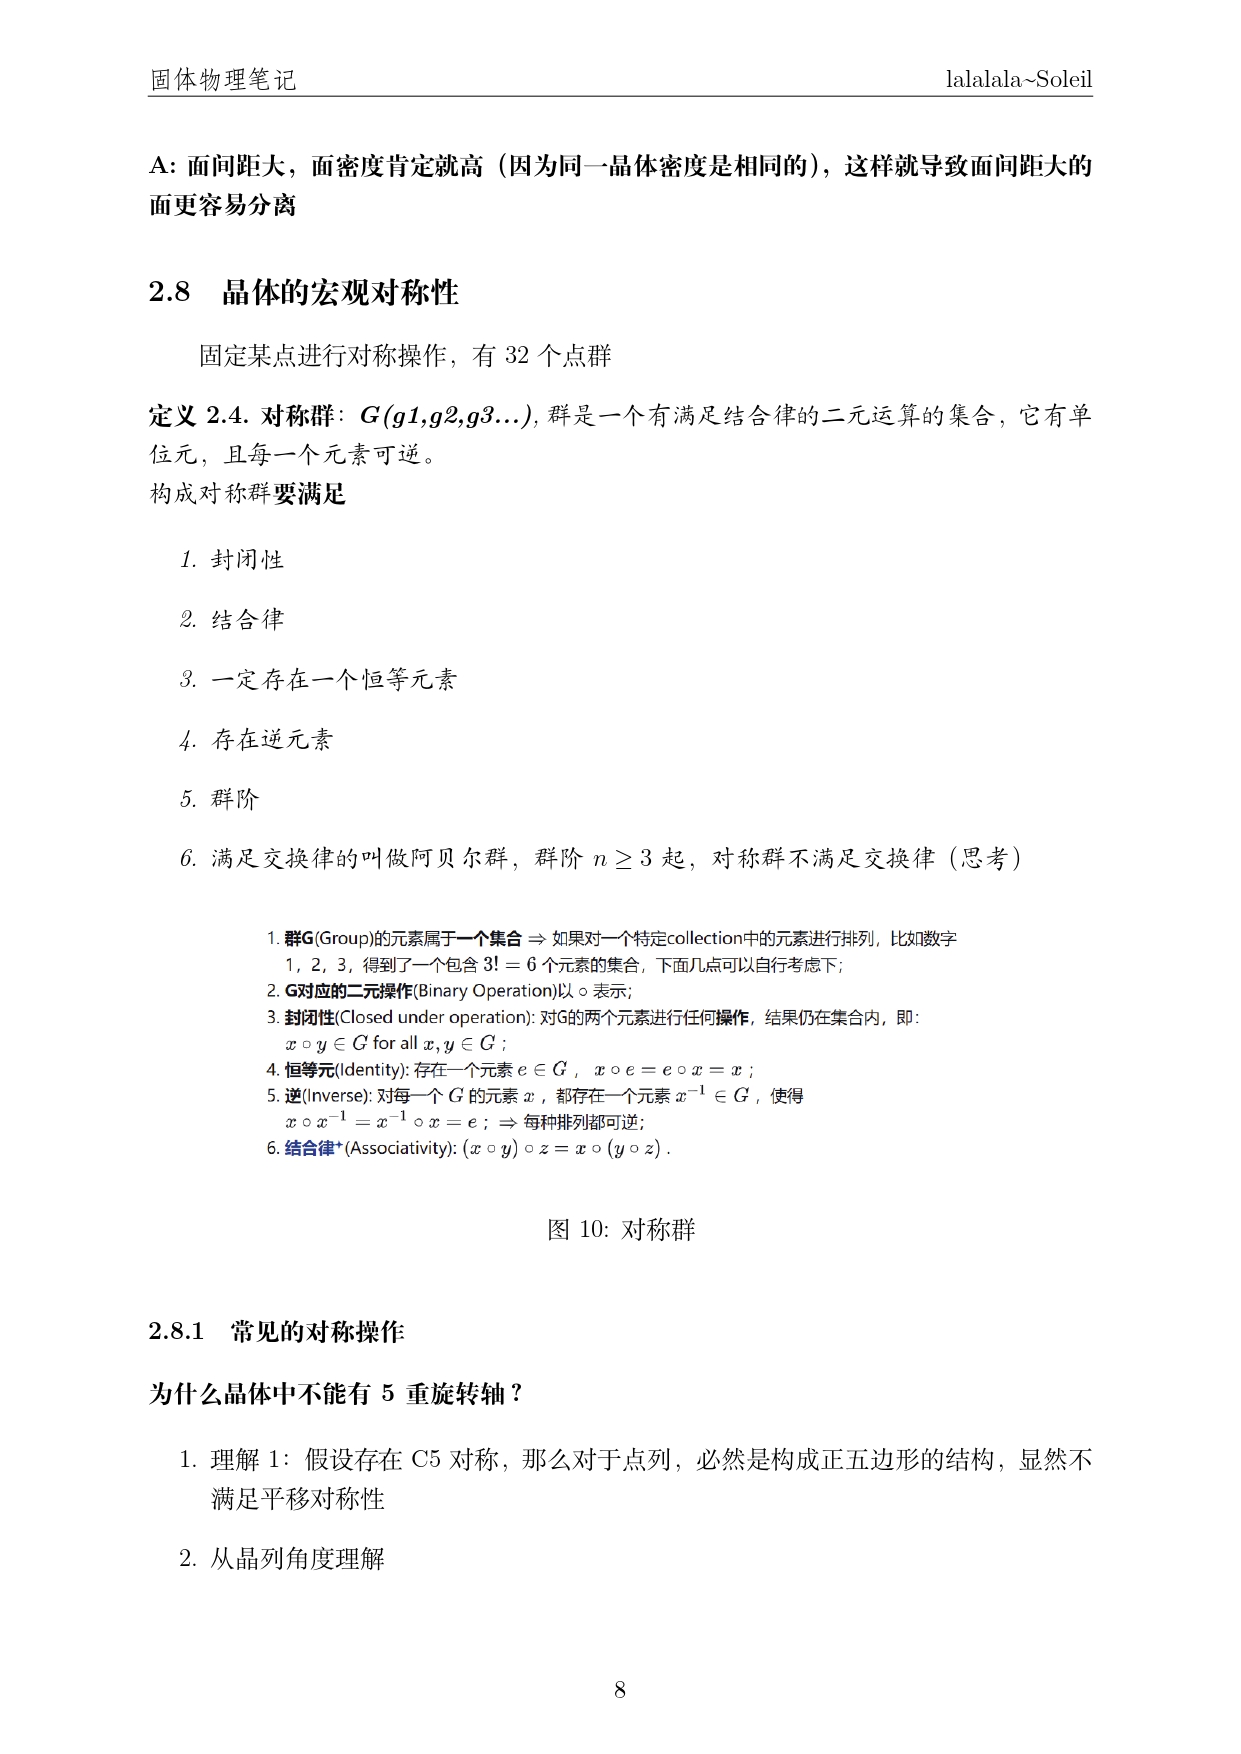 固体物理笔记 lalalala~Soleil
A: 面间距大，面密度肯定就高（因为同一晶体密度是相同的），这样就导致面间距大的
面更容易分离
2.8 晶体的宏观对称性
固定某点进行对称操作，有 32 个点群
定义 2.4. 对称群：G(g1,g2,g3...), 群是一个有满足结合律的二元运算的集合，它有单
位元，且每一个元素可逆。
构成对称群要满足
1. 封闭性
2. 结合律
3. 一定存在一个恒等元素
4. 存在逆元素
5. 群阶
6. 满足交换律的叫做阿贝尔群，群阶 n ≥ 3 起，对称群不满足交换律（思考）
1. 群G(Group)的元素属于一个集合 ⇒ 如果对一个特定collection中的元素进行排列，比如数字
1，2，3，得到了一个包含 3! = 6 个元素的集合，下面几点可以自行考虑下；
2. G对应的二元操作(Binary Operation)以 ∘ 表示；
3. 封闭性(Closed under operation): 对G的两个元素进行任何操作，结果仍在集合内，即：
x ∘ y ∈ G for all x, y ∈ G；
4. 恒等元(Identity): 存在一个元素 e ∈ G， x ∘ e = e ∘ x = x；
5. 逆(Inverse): 对每一个 G 的元素 x，都存在一个元素 x⁻¹ ∈ G，使得
x ∘ x⁻¹ = x⁻¹ ∘ x = e；⇒ 每种排列都可逆；
6. 结合律⁺(Associativity): (x ∘ y) ∘ z = x ∘ (y ∘ z) .
图 10: 对称群
2.8.1 常见的对称操作
为什么晶体中不能有 5 重旋转轴？
1. 理解 1：假设存在 C5 对称，那么对于点列，必然是构成正五边形的结构，显然不
满足平移对称性
2. 从晶列角度理解
8